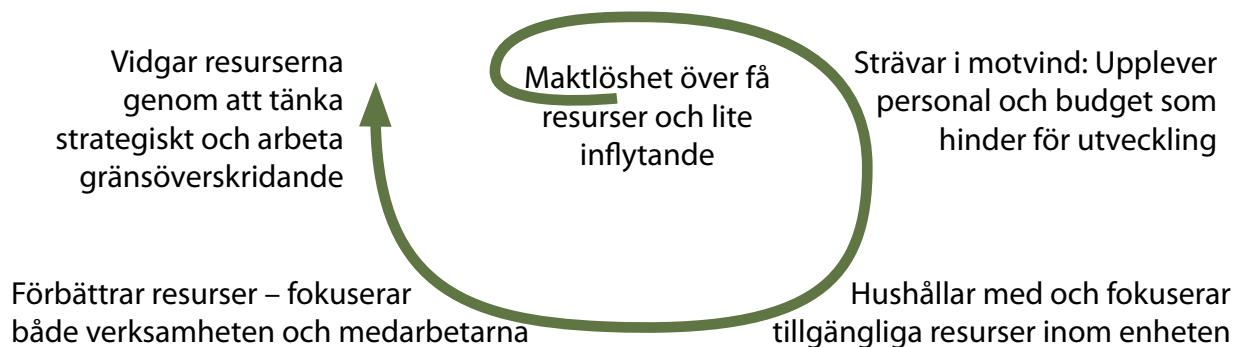 Maktlöshet över få
resurser och lite
inflytande
Strävar i motvind: Upplever
personal och budget som
hinder för utveckling
Hushållar med och fokuserar
tillgängliga resurser inom enheten
Förbättrar resurser – fokuserar
både verksamheten och medarbetarna
Vidgar resurserna
genom att tänka
strategiskt och arbeta
gränsöverskridande